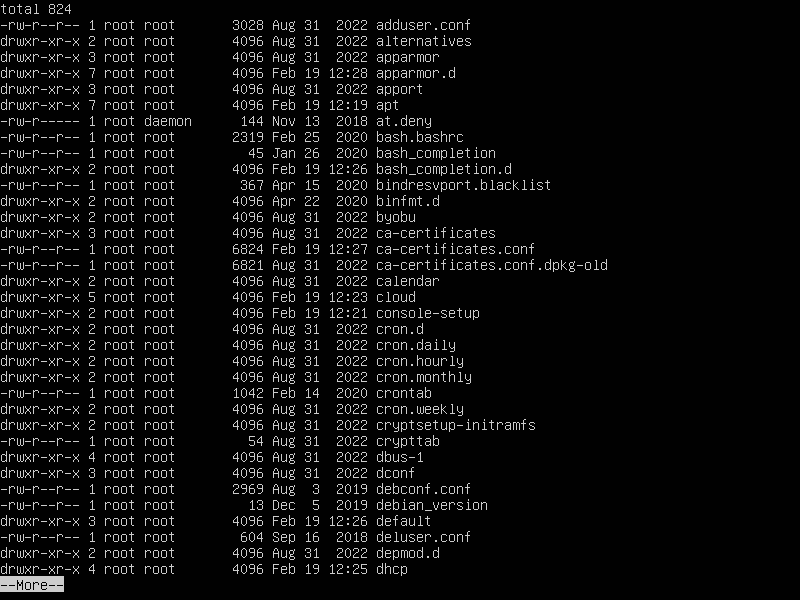 total 824
-rw-r--r-- 1 root root       3028 Aug 31  2022 adduser.conf
drwxr-xr-x 2 root root       4096 Aug 31  2022 alternatives
drwxr-xr-x 3 root root       4096 Aug 31  2022 apparmor
drwxr-xr-x 7 root root       4096 Feb 19 12:28 apparmor.d
drwxr-xr-x 3 root root       4096 Aug 31  2022 apport
drwxr-xr-x 7 root root       4096 Feb 19 12:19 apt
-rw-r----- 1 root daemon      144 Nov 13  2018 at.deny
-rw-r--r-- 1 root root       2319 Feb 25  2020 bash.bashrc
-rw-r--r-- 1 root root         45 Jan 26  2020 bash_completion
drwxr-xr-x 2 root root       4096 Feb 19 12:26 bash_completion.d
-rw-r--r-- 1 root root        367 Apr 15  2020 bindresvport.blacklist
drwxr-xr-x 2 root root       4096 Apr 22  2020 binfmt.d
drwxr-xr-x 2 root root       4096 Aug 31  2022 byobu
drwxr-xr-x 3 root root       4096 Aug 31  2022 ca-certificates
-rw-r--r-- 1 root root       6824 Feb 19 12:27 ca-certificates.conf
-rw-r--r-- 1 root root       6821 Aug 31  2022 ca-certificates.conf.dpkg-old
drwxr-xr-x 2 root root       4096 Aug 31  2022 calendar
drwxr-xr-x 5 root root       4096 Feb 19 12:23 cloud
drwxr-xr-x 2 root root       4096 Feb 19 12:21 console-setup
drwxr-xr-x 2 root root       4096 Aug 31  2022 cron.d
drwxr-xr-x 2 root root       4096 Aug 31  2022 cron.daily
drwxr-xr-x 2 root root       4096 Aug 31  2022 cron.hourly
drwxr-xr-x 2 root root       4096 Aug 31  2022 cron.monthly
-rw-r--r-- 1 root root       1042 Feb 14  2020 crontab
drwxr-xr-x 2 root root       4096 Aug 31  2022 cron.weekly
drwxr-xr-x 2 root root       4096 Aug 31  2022 cryptsetup-initramfs
-rw-r--r-- 1 root root         54 Aug 31  2022 crypttab
drwxr-xr-x 4 root root       4096 Aug 31  2022 dbus-1
drwxr-xr-x 3 root root       4096 Aug 31  2022 dconf
-rw-r--r-- 1 root root       2969 Aug  3  2019 debconf.conf
-rw-r--r-- 1 root root         13 Dec  5  2019 debian_version
drwxr-xr-x 3 root root       4096 Feb 19 12:26 default
-rw-r--r-- 1 root root        604 Sep 16  2018 deluser.conf
drwxr-xr-x 2 root root       4096 Aug 31  2022 depmod.d
drwxr-xr-x 4 root root       4096 Feb 19 12:25 dhcp
--More--